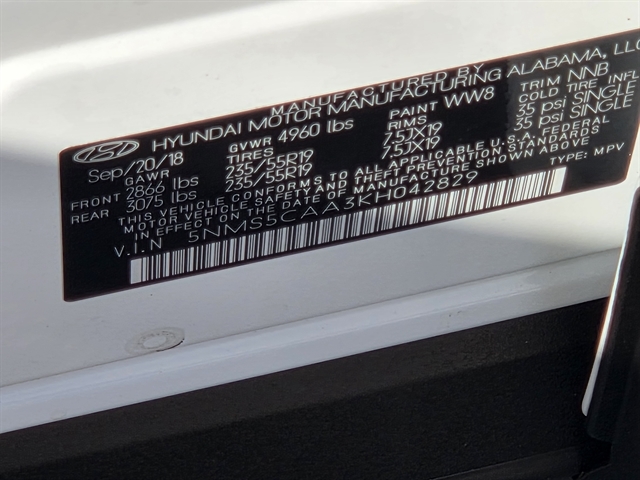 MANUFACTURED BY
HYUNDAI MOTOR MANUFACTURING ALABAMA, LLC
Sep/20/18 GVWR 4960 lbs PAINT WW8 TRIM NNB
GAWR TIRES RIMS COLD TIRE INFL
FRONT 2866 lbs 235/55R19 7.5JX19 35 psi SINGLE
REAR 3075 lbs 235/55R19 7.5JX19 35 psi SINGLE
THIS VEHICLE CONFORMS TO ALL APPLICABLE U.S. FEDERAL
MOTOR VEHICLE SAFETY AND THEFT PREVENTION STANDARDS
IN EFFECT ON THE DATE OF MANUFACTURE SHOWN ABOVE
V.I.N 5NMS5CAA3KH042829 TYPE: MPV